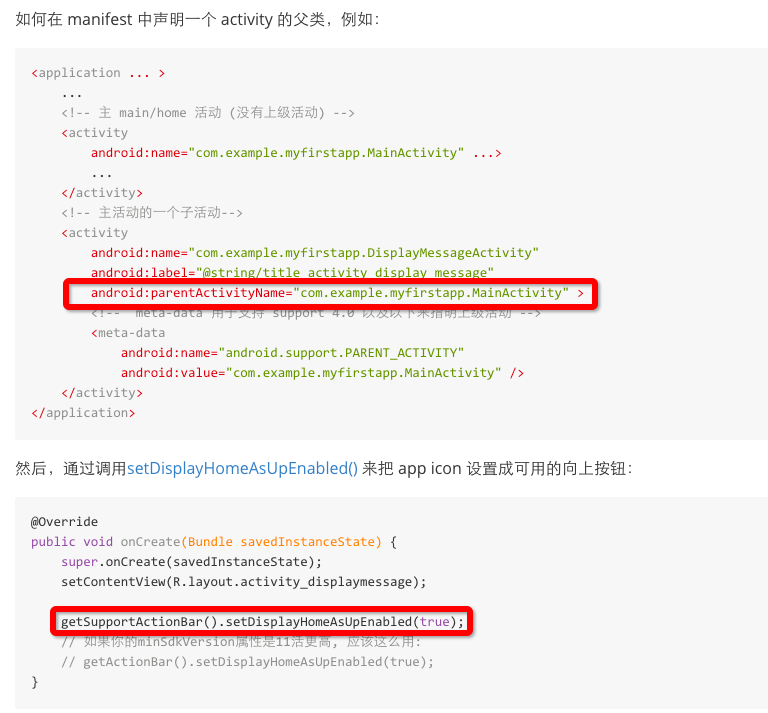 如何在 manifest 中声明一个 activity 的父类，例如：
<application ... >
...
<!-- 主 main/home 活动 (没有上级活动) -->
<activity
android:name="com.example.myfirstapp.MainActivity" ...>
...
</activity>
<!-- 主活动的一个子活动-->
<activity
android:name="com.example.myfirstapp.DisplayMessageActivity"
android:label="@string/title_activity_display_message"
android:parentActivityName="com.example.myfirstapp.MainActivity" >
<!-- meta-data 用于支持 support 4.0 以及以下来指明上级活动 -->
<meta-data
android:name="android.support.PARENT_ACTIVITY"
android:value="com.example.myfirstapp.MainActivity" />
</activity>
</application>
然后，通过调用setDisplayHomeAsUpEnabled() 来把 app icon 设置成可用的向上按钮：
@Override
public void onCreate(Bundle savedInstanceState) {
super.onCreate(savedInstanceState);
setContentView(R.layout.activity_displaymessage);
getSupportActionBar().setDisplayHomeAsUpEnabled(true);
// 如果你的minSdkVersion属性是11活更高, 应该这么用:
// getActionBar().setDisplayHomeAsUpEnabled(true);
}